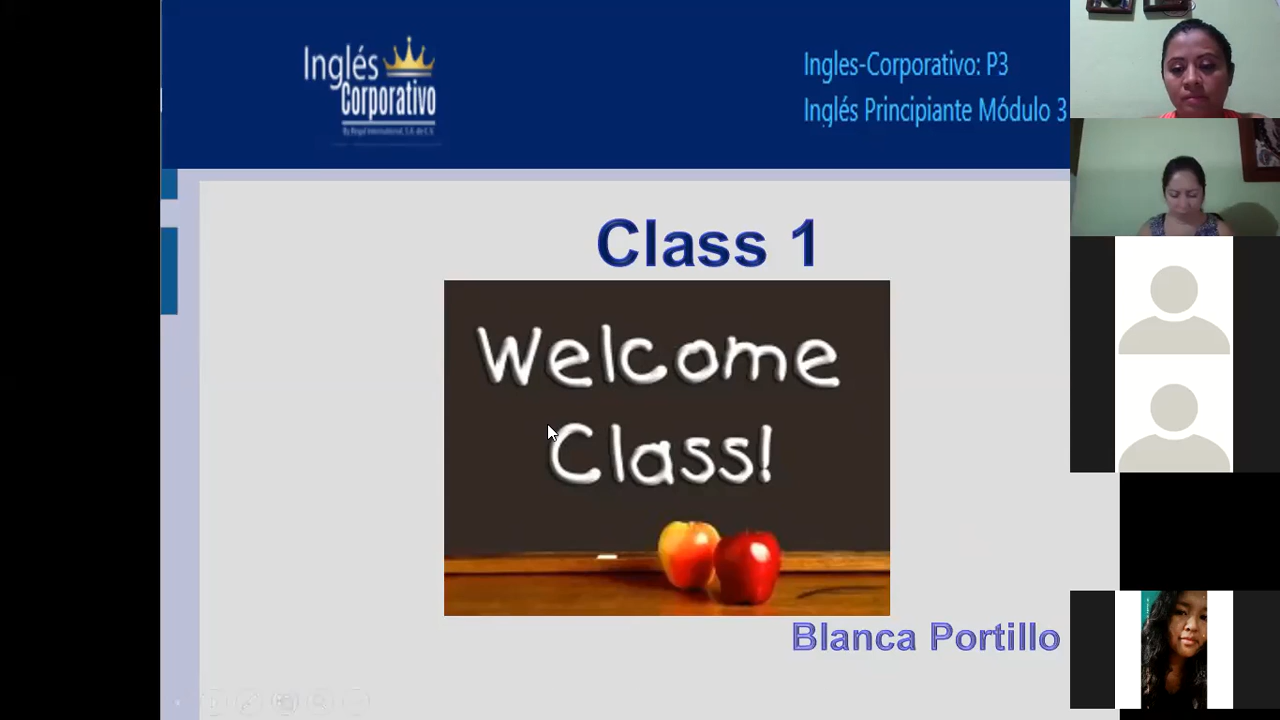 Inglés
Corporativo
Ingles-Corporativo: P3
Inglés Principiante Módulo 3
Class 1
Welcome
Class!
Blanca Portillo